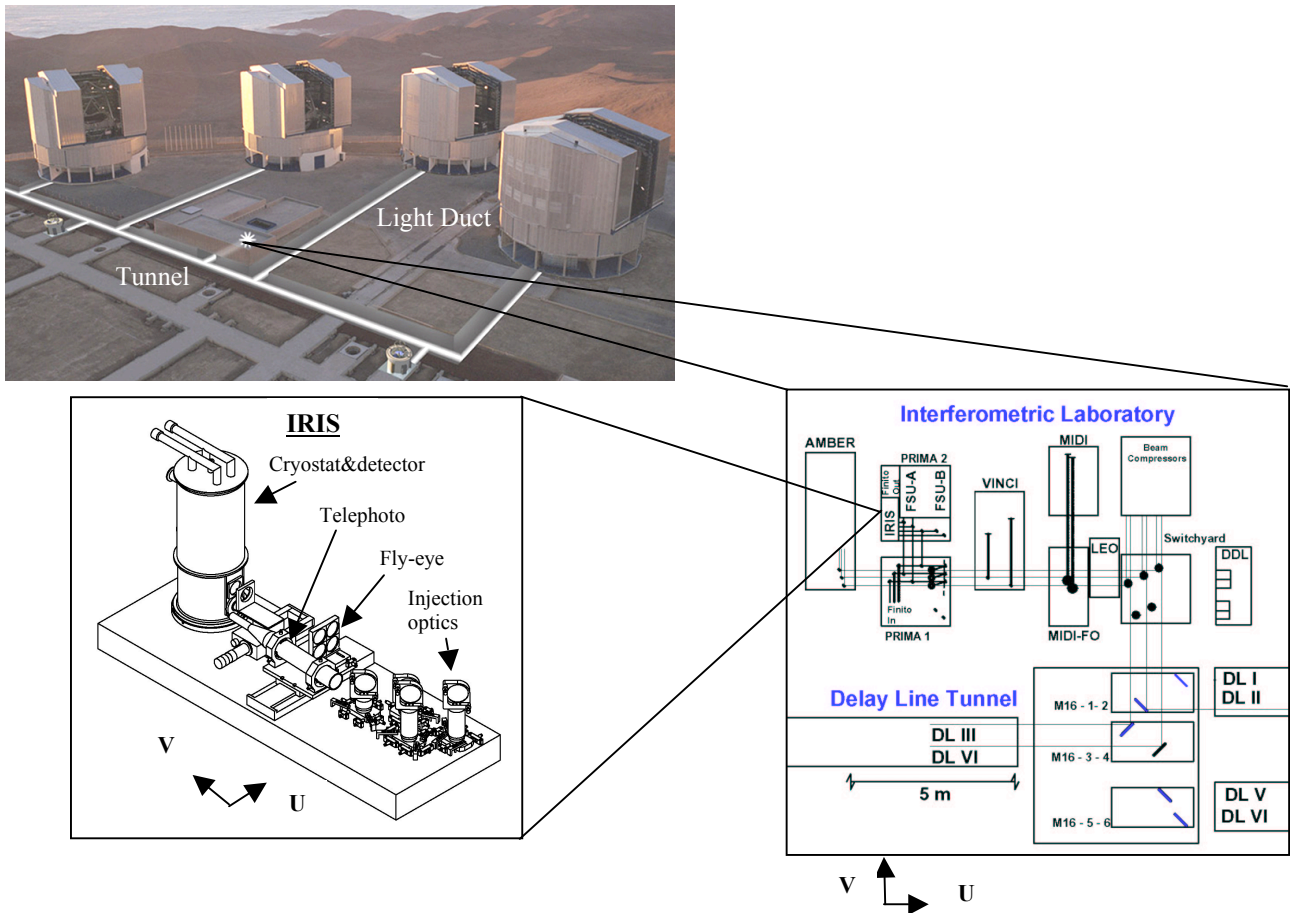 Light Duct
Tunnel
IRIS
Cryostat&detector
Telephoto
Fly-eye
Injection
optics
V
U
Interferometric Laboratory
AMBER
PRIMA 2
Finito
Out
FSU-A
FSU-B
IRIS
VINCI
MIDI
Beam
Compressors
Switchyard
LEO
DDL
Finito
In
PRIMA 1
MIDI-FO
Delay Line Tunnel
M16 - 1- 2
DL I
DL II
DL III
DL VI
M16 - 3 - 4
5 m
M16 - 5 - 6
DL V
DL VI
V
U